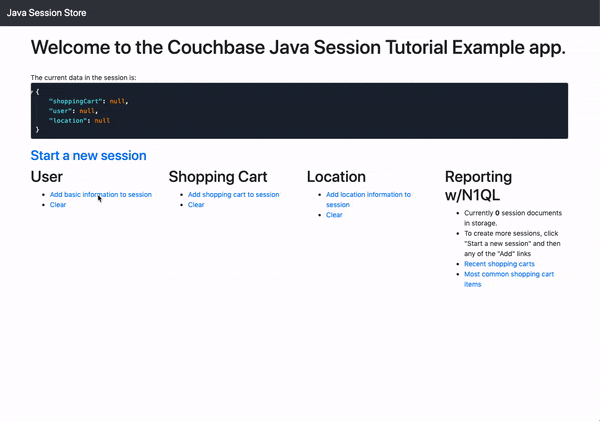 Java Session Store
Welcome to the Couchbase Java Session Tutorial Example app.
The current data in the session is:
{
"shoppingCart": null,
"user": null,
"location": null
}
Start a new session
User
Add basic information to session
Clear
Shopping Cart
Add shopping cart to session
Clear
Location
Add location information to
session
Clear
Reporting
w/N1QL
Currently 0 session documents
in storage.
To create more sessions, click
"Start a new session" and then
any of the "Add" links
Recent shopping carts
Most common shopping cart
items